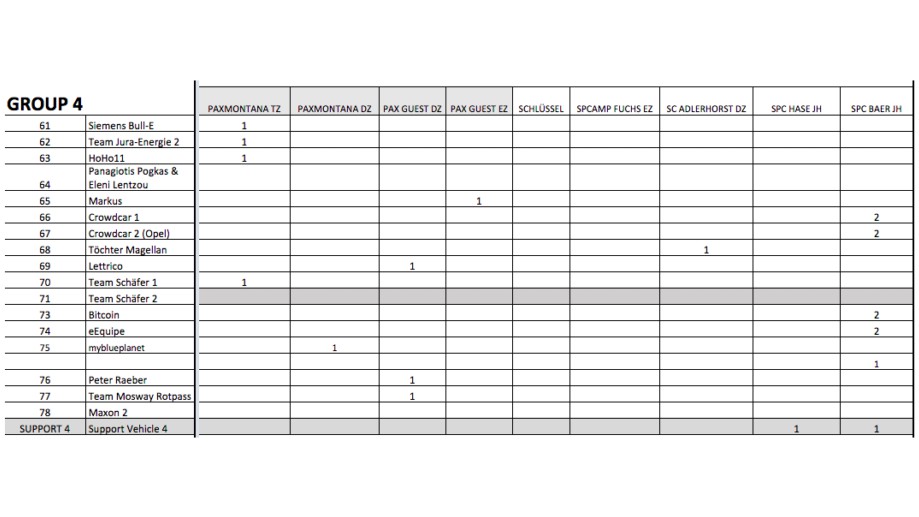 GROUP 4 PAXMONTANA TZ PAXMONTANA DZ PAX GUEST DZ PAX GUEST EZ SCHLÜSSEL SPCAMP FUCHS EZ SC ADLERHORST DZ SPC HASE JH SPC BAER JH
61 Siemens Bull-E 1
62 Team Jura-Energie 2 1
63 HoHo11 1
Panagiotis Pogkas &
64 Eleni Lentzou
65 Markus 1
66 Crowdcar 1 2
67 Crowdcar 2 (Opel) 2
68 Töchter Magellan 1
69 Lettrico 1
70 Team Schäfer 1 1
71 Team Schäfer 2
73 Bitcoin 2
74 eEquipe 2
75 myblueplanet 1
1
76 Peter Raeber 1
77 Team Mosway Rotpass 1
78 Maxon 2
SUPPORT 4 Support Vehicle 4 1 1